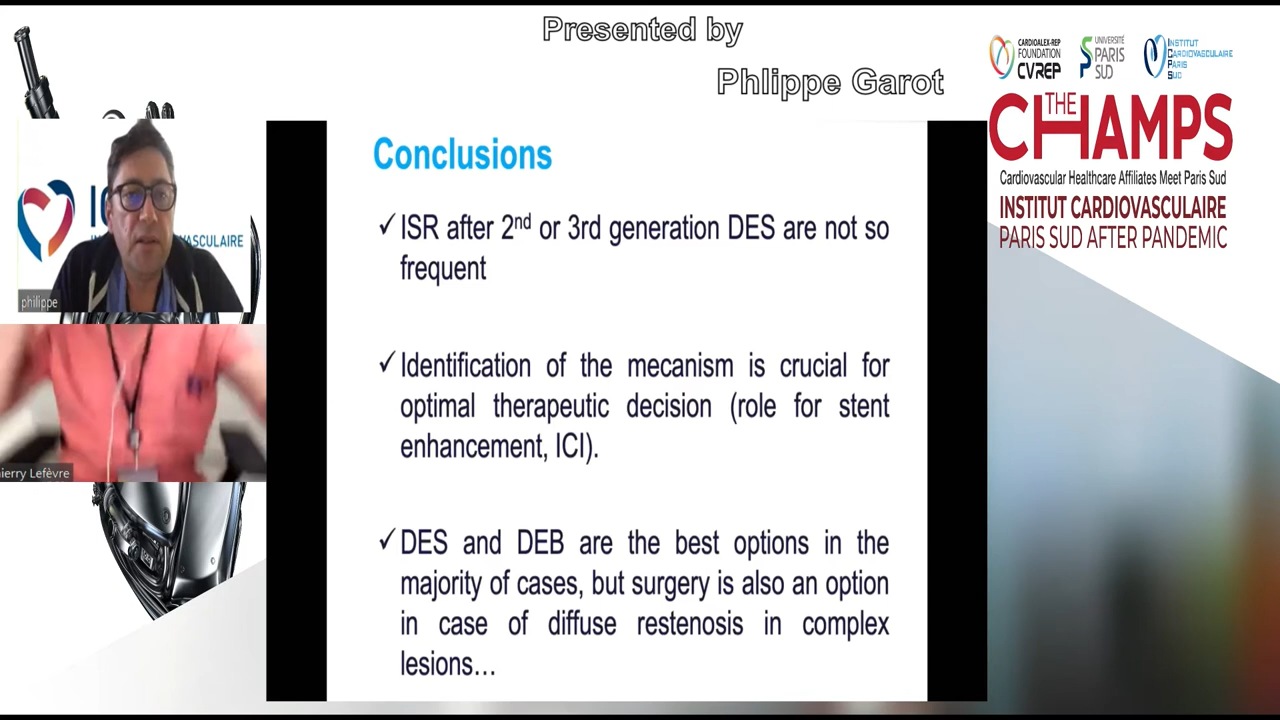 Presented by
Phlippe Garot
CARDIOALEX-REP
FOUNDATION
CVREP
UNIVERSITÉ
PARIS
SUD
INSTITUT
CARDIOVASCULAIRE
PARIS
SUD
THE
CHAMPS
Cardiovascular Healthcare Affiliates Meet Paris Sud
INSTITUT CARDIOVASCULAIRE
PARIS SUD AFTER PANDEMIC
VASCULAIRE
philippe
ierry Lefèvre
Conclusions
✓ ISR after 2nd or 3rd generation DES are not so
frequent
✓ Identification of the mecanism is crucial for
optimal therapeutic decision (role for stent
enhancement, ICI).
✓ DES and DEB are the best options in the
majority of cases, but surgery is also an option
in case of diffuse restenosis in complex
lesions…